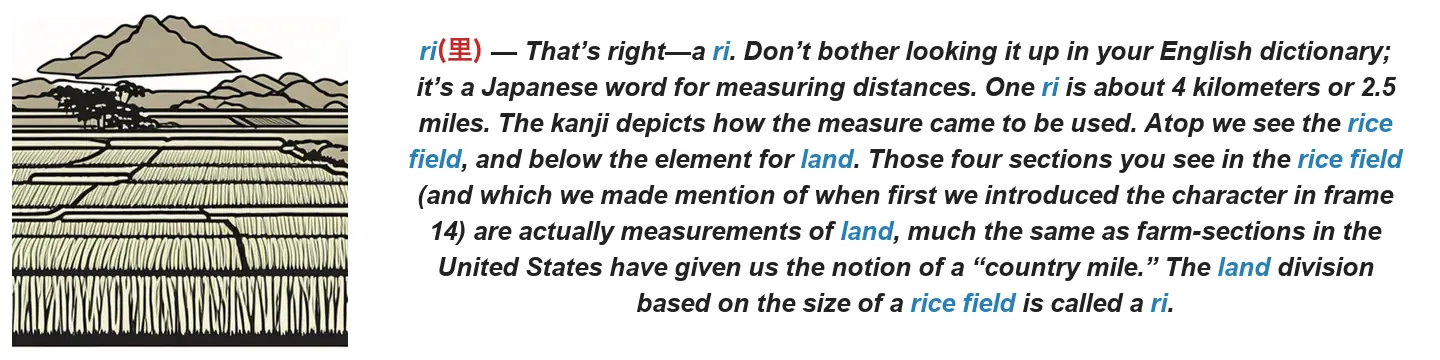 ri(里) — That’s right—a ri. Don’t bother looking it up in your English dictionary;
it’s a Japanese word for measuring distances. One ri is about 4 kilometers or 2.5
miles. The kanji depicts how the measure came to be used. Atop we see the rice
field, and below the element for land. Those four sections you see in the rice field
(and which we made mention of when first we introduced the character in frame
14) are actually measurements of land, much the same as farm-sections in the
United States have given us the notion of a “country mile.” The land division
based on the size of a rice field is called a ri.